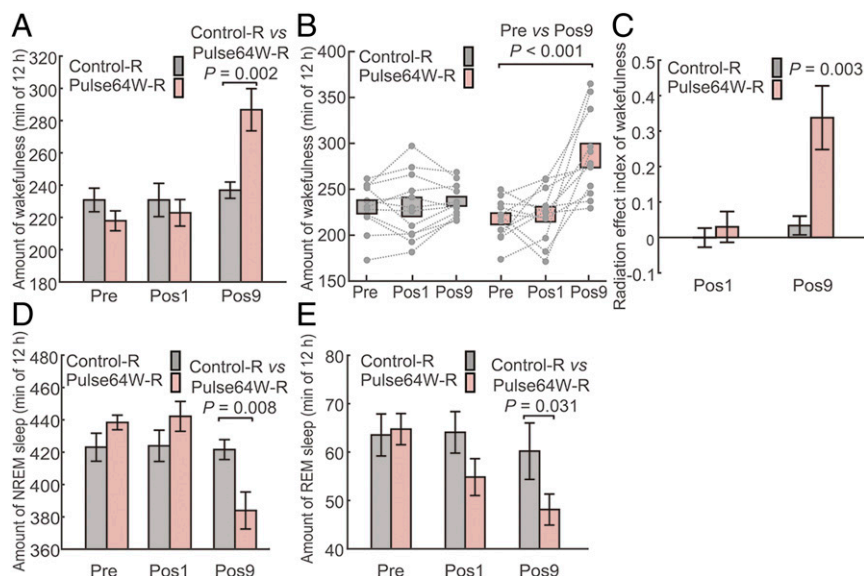 A
Control-R
Pulse64W-R
Control-R vs
Pulse64W-R
P = 0.002
Amount of wakefulness (min of 12 h)
320
300
280
260
240
220
200
180
Pre
Pos1
Pos9
B
Control-R
Pulse64W-R
Pre vs Pos9
P < 0.001
Amount of wakefulness (min of 12 h)
400
350
300
250
200
150
Pre
Pos1
Pos9
Pre
Pos1
Pos9
C
Control-R
Pulse64W-R
P = 0.003
Radiation effect index of wakefulness
0.5
0.4
0.3
0.2
0.1
0
0.1
Pos1
Pos9
D
Control-R
Pulse64W-R
Control-R vs
Pulse64W-R
P = 0.008
Amount of NREM sleep (min of 12 h)
480
460
440
420
400
380
360
Pre
Pos1
Pos9
E
Control-R
Pulse64W-R
Control-R vs
Pulse64W-R
P = 0.031
Amount of REM sleep (min of 12 h)
80
70
60
50
40
Pre
Pos1
Pos9